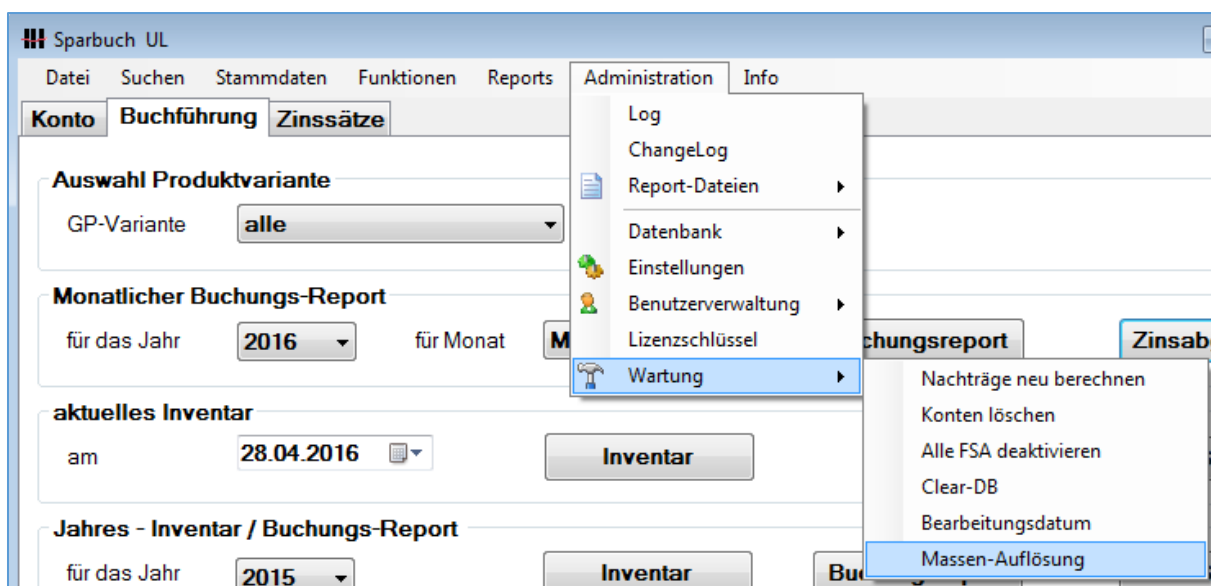 Sparbuch UL
Datei Suchen Stammdaten Funktionen Reports Administration Info
Konto Buchführung Zinssätze
Log
ChangeLog
Report-Dateien
Datenbank
Einstellungen
Benutzerverwaltung
Lizenzschlüssel
Wartung
Nachträge neu berechnen
Konten löschen
Alle FSA deaktivieren
Clear-DB
Bearbeitungsdatum
Massen-Auflösung
Auswahl Produktvariante
GP-Variante alle
Monatlicher Buchungs-Report
für das Jahr 2016 für Monat M chungsreport Zinsab
aktuelles Inventar
am 28.04.2016 Inventar
Jahres - Inventar / Buchungs-Report
für das Jahr 2015 Inventar Bu